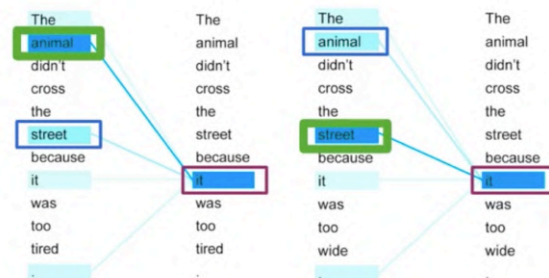 The The
animal animal
didn't didn't
cross cross
the the
street street
because because
it it
was was
too too
tired tired
. .
The The
animal animal
didn't didn't
cross cross
the the
street street
because because
it it
was was
too too
wide wide
. .